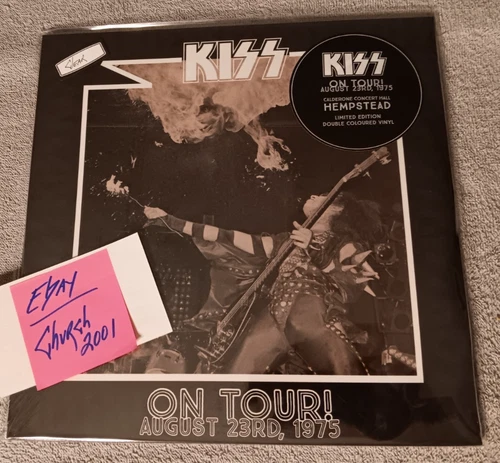 Clear
KISS
KISS
ON TOUR!
AUGUST 23RD, 1975
CALDERONE CONCERT HALL
HEMPSTEAD
LIMITED EDITION
DOUBLE COLOURED VINYL
Ebay
Church
2001
ON TOUR!
AUGUST 23RD, 1975